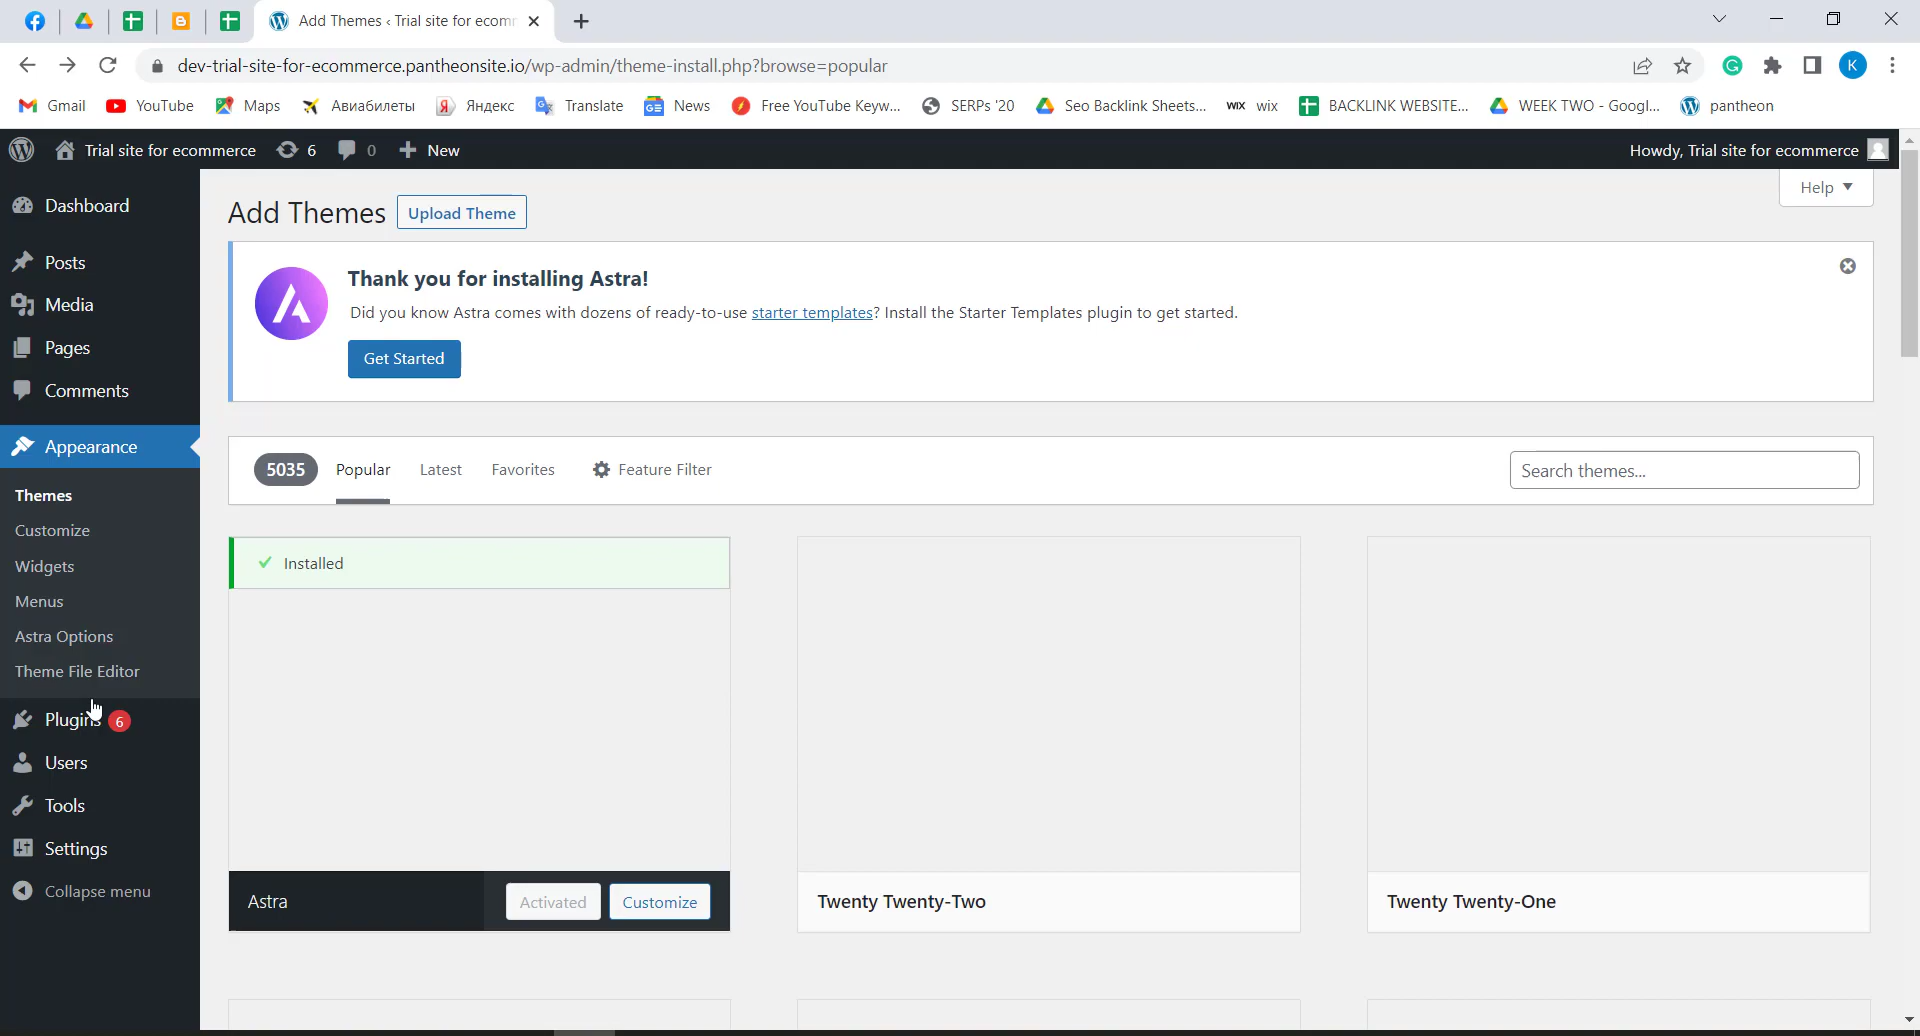 Add Themes ‹ Trial site for ecomm
dev-trial-site-for-ecommerce.pantheonsite.io/wp-admin/theme-install.php?browse=popular
K
Gmail
YouTube
Maps
Авиабилеты
Яндекс
Translate
News
Free YouTube Keyw...
SERPs '20
Seo Backlink Sheets...
WIX wix
BACKLINK WEBSITE...
WEEK TWO - Googl...
pantheon
Trial site for ecommerce
6
0
New
Howdy, Trial site for ecommerce
Dashboard
Posts
Media
Pages
Comments
Appearance
Themes
Customize
Widgets
Menus
Astra Options
Theme File Editor
Plugins 6
Users
Tools
Settings
Collapse menu
Help
Add Themes
Upload Theme
Thank you for installing Astra!
Did you know Astra comes with dozens of ready-to-use starter templates? Install the Starter Templates plugin to get started.
Get Started
5035
Popular
Latest
Favorites
Feature Filter
Search themes...
Installed
Astra
Activated
Customize
Twenty Twenty-Two
Twenty Twenty-One